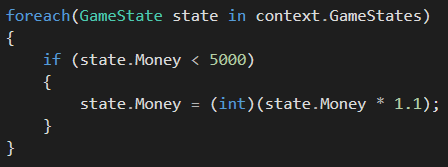 foreach(GameState state in context.GameStates)
{
    if (state.Money < 5000)
    {
        state.Money = (int)(state.Money * 1.1);
    }
}